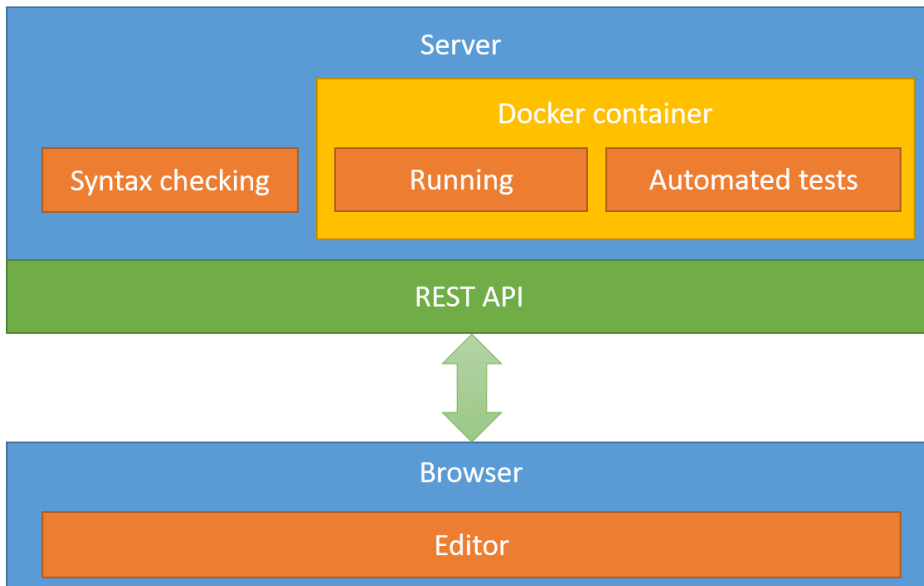 Server
Docker container
Syntax checking
Running
Automated tests
REST API
Browser
Editor